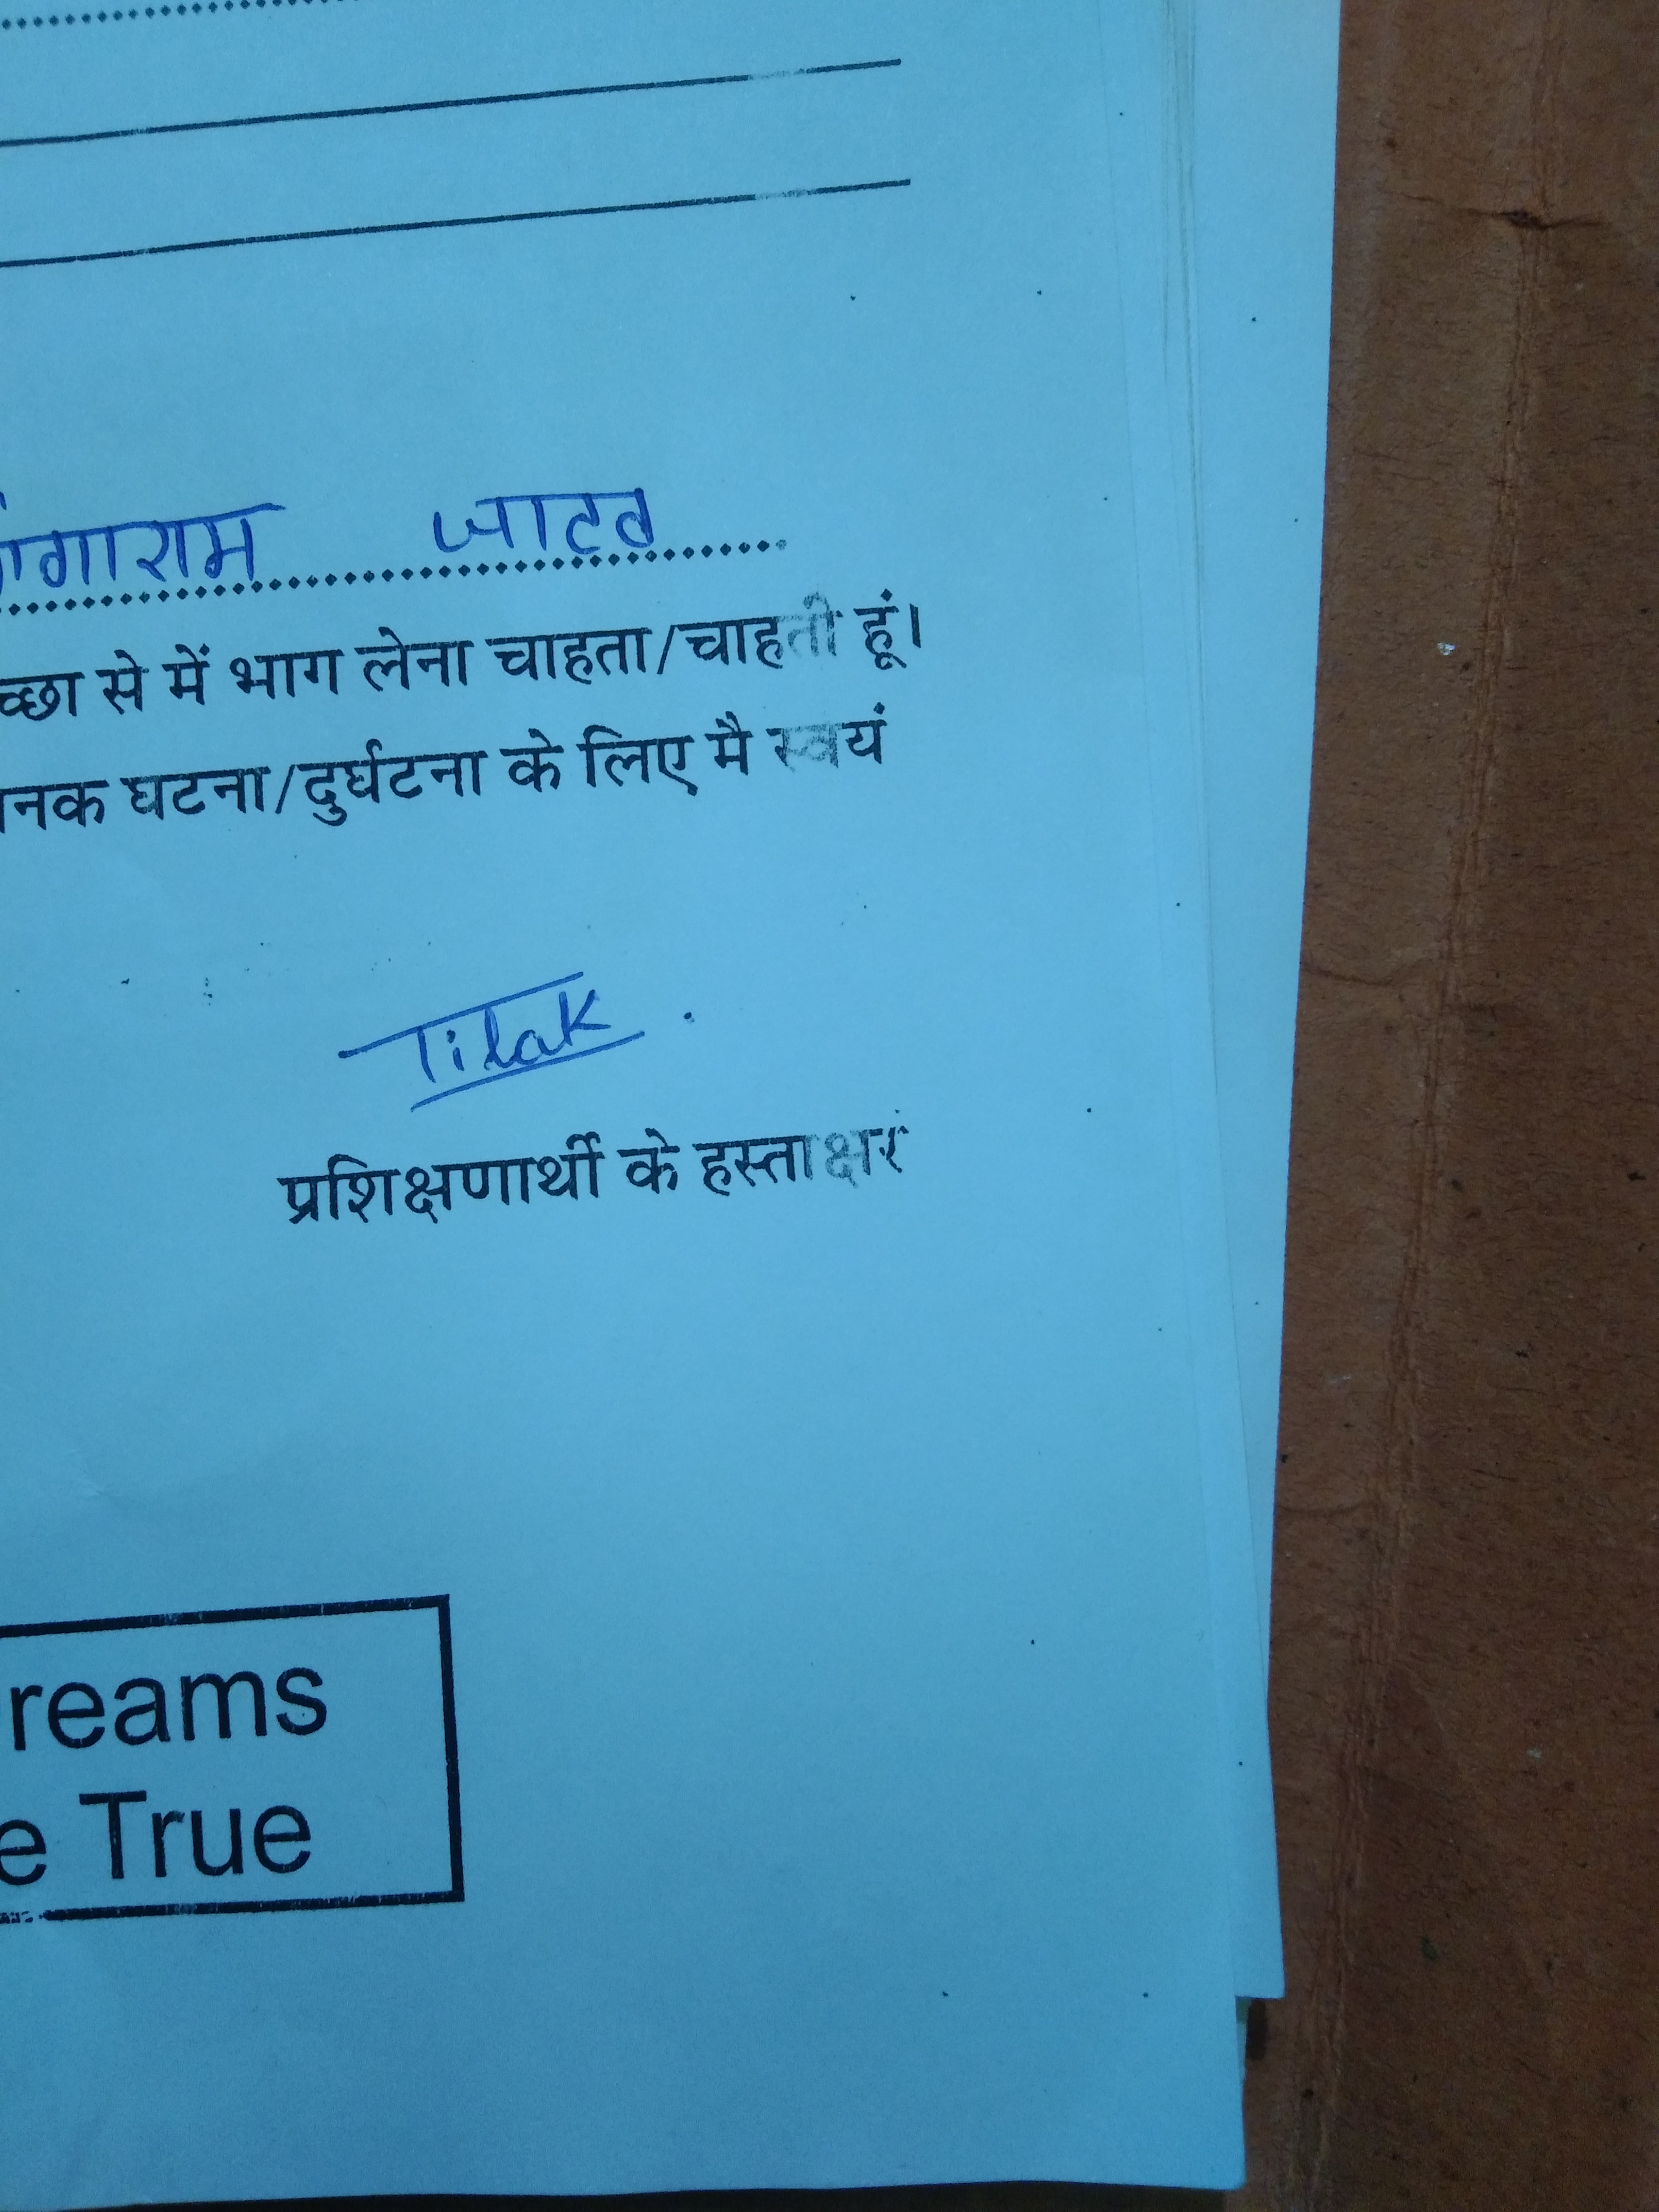 गंगाराम जाटव
च्छा से में भाग लेना चाहता/चाहती हूं।
नक घटना/दुर्घटना के लिए मै स्वयं
Tilak
प्रशिक्षणार्थी के हस्ताक्षर
reams
e True